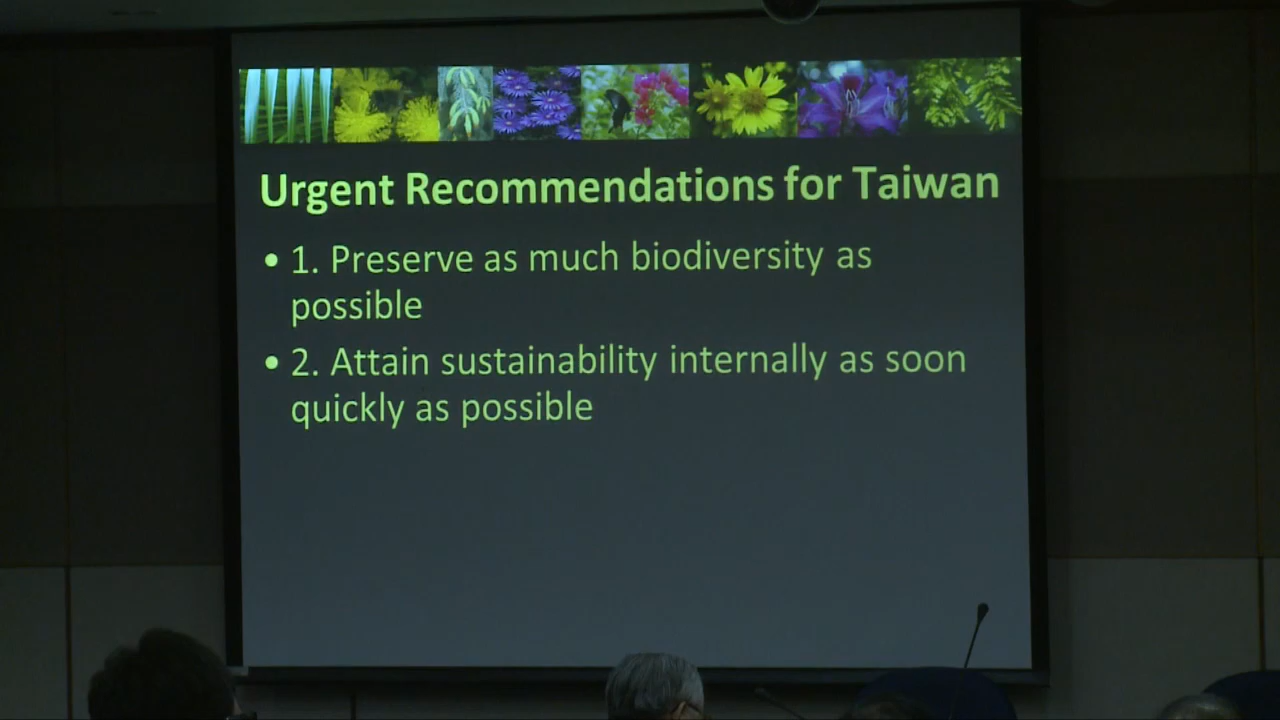 Urgent Recommendations for Taiwan
• 1. Preserve as much biodiversity as
possible
• 2. Attain sustainability internally as soon
quickly as possible